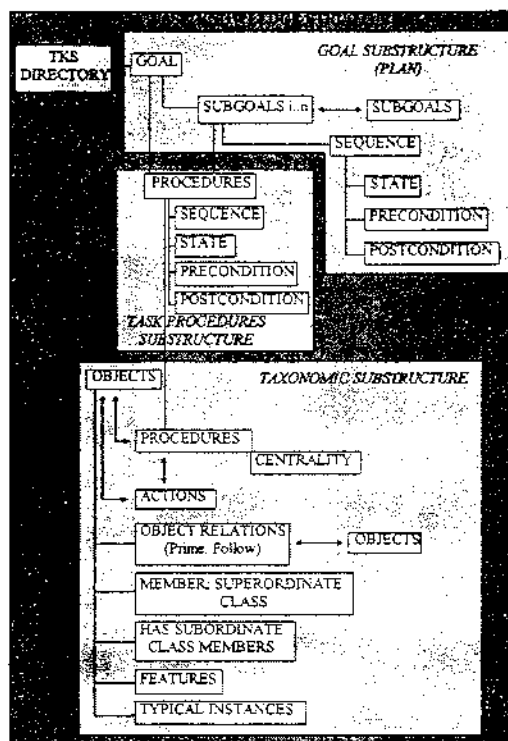 TKS
DIRECTORY
GOAL
GOAL SUBSTRUCTURE
(PLAN)
SUBGOALS i..n
SUBGOALS
SEQUENCE
STATE
PRECONDITION
POSTCONDITION
PROCEDURES
SEQUENCE
STATE
PRECONDITION
POSTCONDITION
TASK PROCEDURES
SUBSTRUCTURE
OBJECTS
TAXONOMIC SUBSTRUCTURE
PROCEDURES
CENTRALITY
ACTIONS
OBJECT RELATIONS
(Prime, Follow)
OBJECTS
MEMBER: SUPERORDINATE
CLASS
HAS SUBORDINATE
CLASS MEMBERS
FEATURES
TYPICAL INSTANCES